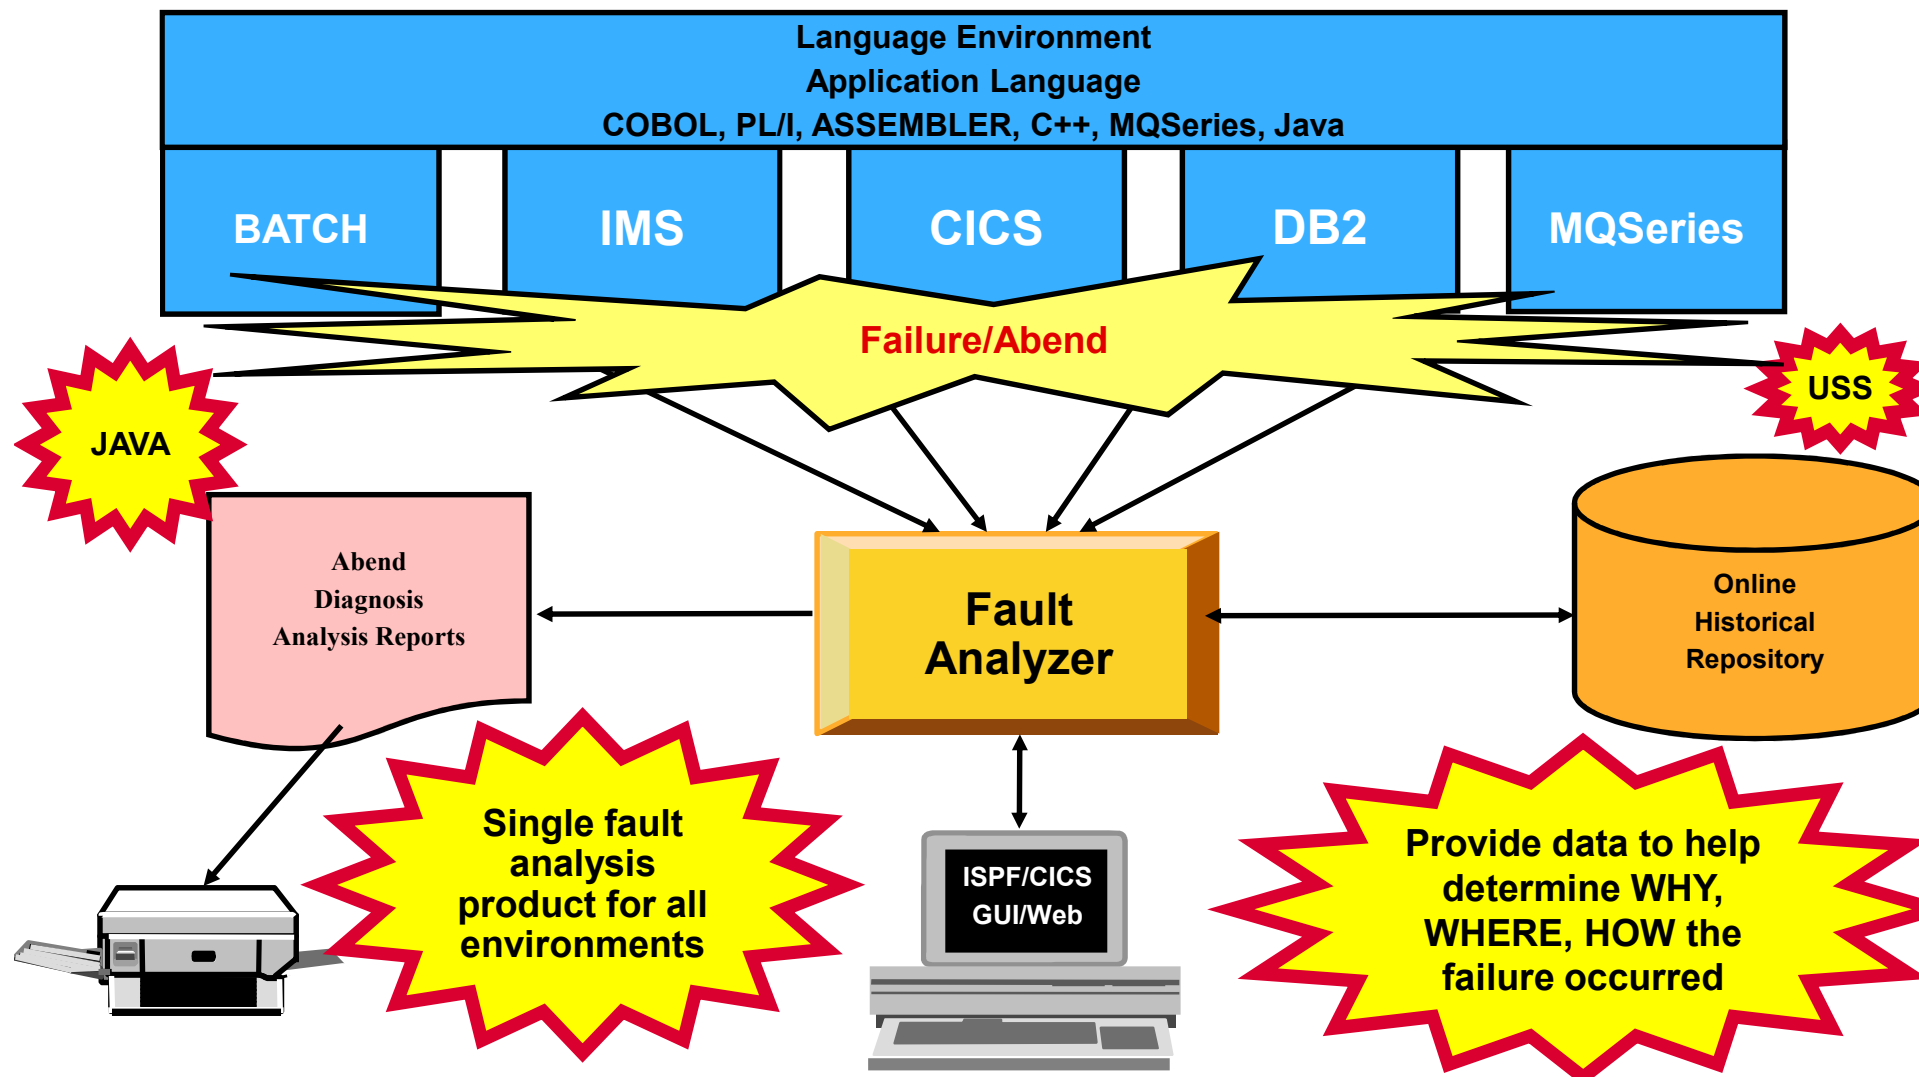 Language Environment
Application Language
COBOL, PL/I, ASSEMBLER, C++, MQSeries, Java
BATCH
IMS
CICS
DB2
MQSeries
Failure/Abend
JAVA
USS
Abend
Diagnosis
Analysis Reports
Fault
Analyzer
Online
Historical
Repository
Single fault
analysis
product for all
environments
ISPF/CICS
GUI/Web
Provide data to help
determine WHY,
WHERE, HOW the
failure occurred